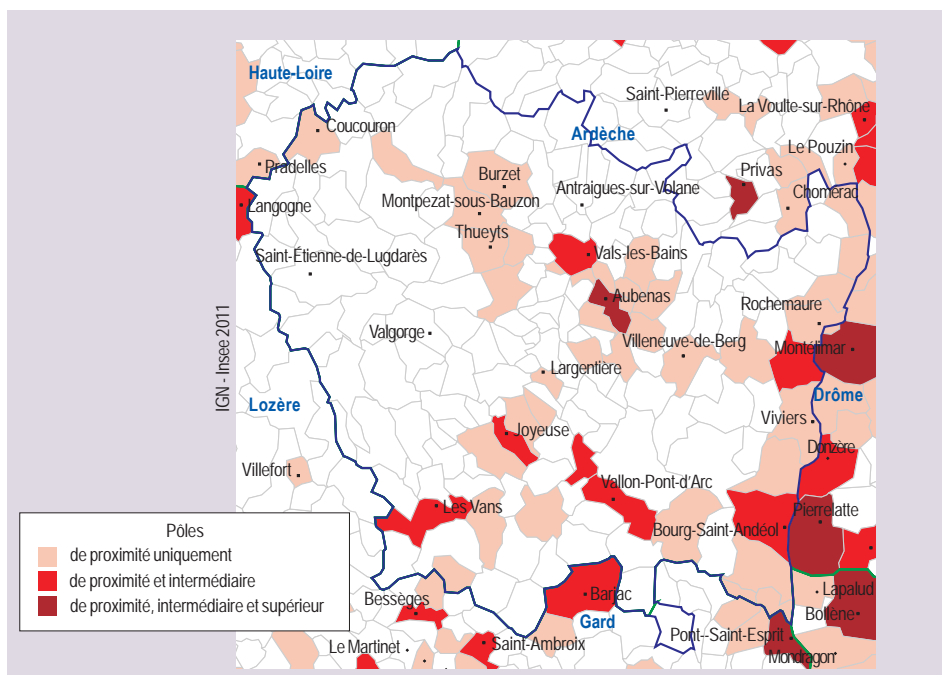 Haute-Loire
Saint-Pierreville
La Voulte-sur-Rhône
Coucouron
Ardèche
Le Pouzin
Pradelles
Burzet
Privas
Antraigues-sur-Volane
Chomerac
Langogne
Montpezat-sous-Bauzon
Thueyts
Saint-Étienne-de-Lugdarès
Vals-les-Bains
Aubenas
Rochemaure
IGN - Insee 2011
Valgorge
Villeneuve-de-Berg
Montélimar
Largentière
Lozère
Drôme
Viviers
Joyeuse
Donzère
Villefort
Vallon-Pont-d'Arc
Les Vans
Pierrelatte
Bourg-Saint-Andéol
Pôles
de proximité uniquement
de proximité et intermédiaire
de proximité, intermédiaire et supérieur
Bessèges
Barjac
Lapalud
Bollène
Gard
Le Martinet
Saint-Ambroix
Pont--Saint-Esprit
Mondragon